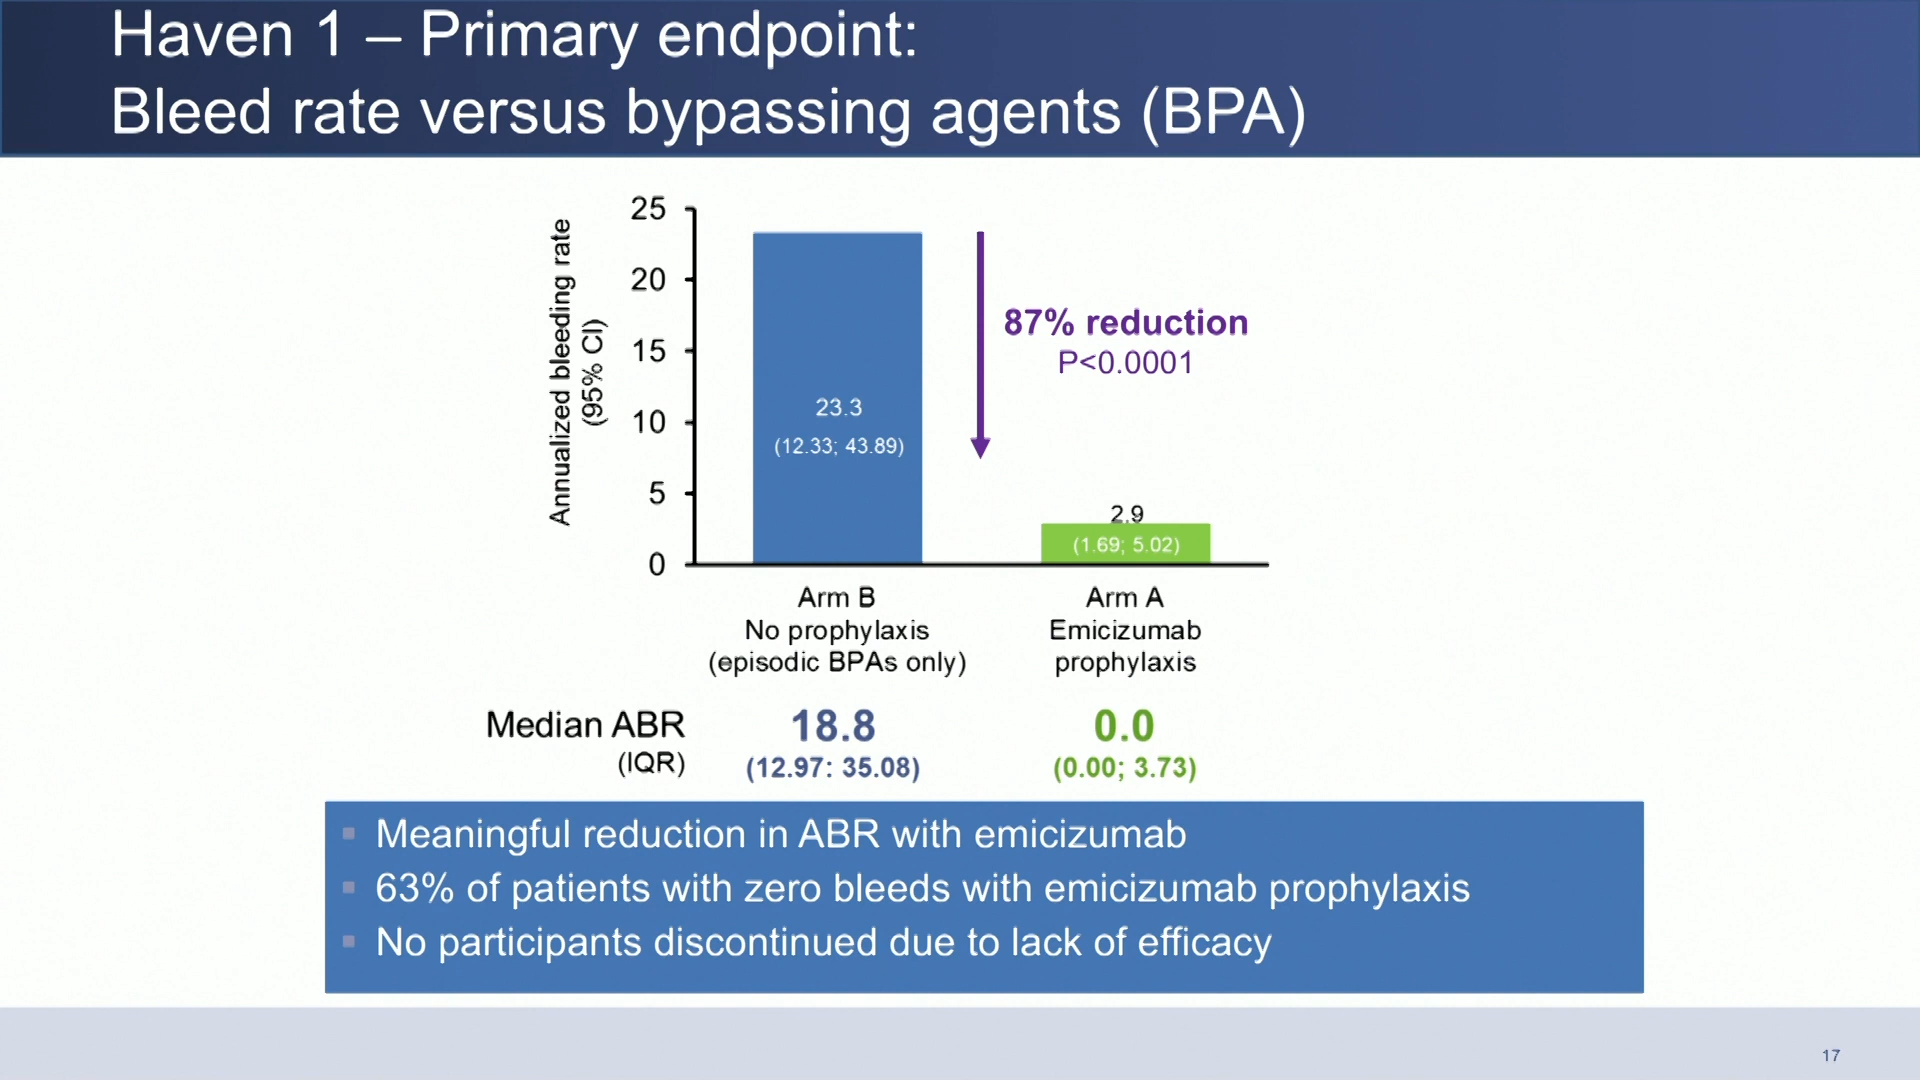 Haven 1 – Primary endpoint:
Bleed rate versus bypassing agents (BPA)
Annualized bleeding rate
(95% CI)
25
20
15
10
5
0
23.3
(12.33; 43.89)
87% reduction
P<0.0001
2.9
(1.69; 5.02)
Arm B
No prophylaxis
(episodic BPAs only)
Arm A
Emicizumab
prophylaxis
Median ABR
(IQR)
18.8
(12.97: 35.08)
0.0
(0.00; 3.73)
▪ Meaningful reduction in ABR with emicizumab
▪ 63% of patients with zero bleeds with emicizumab prophylaxis
▪ No participants discontinued due to lack of efficacy
17